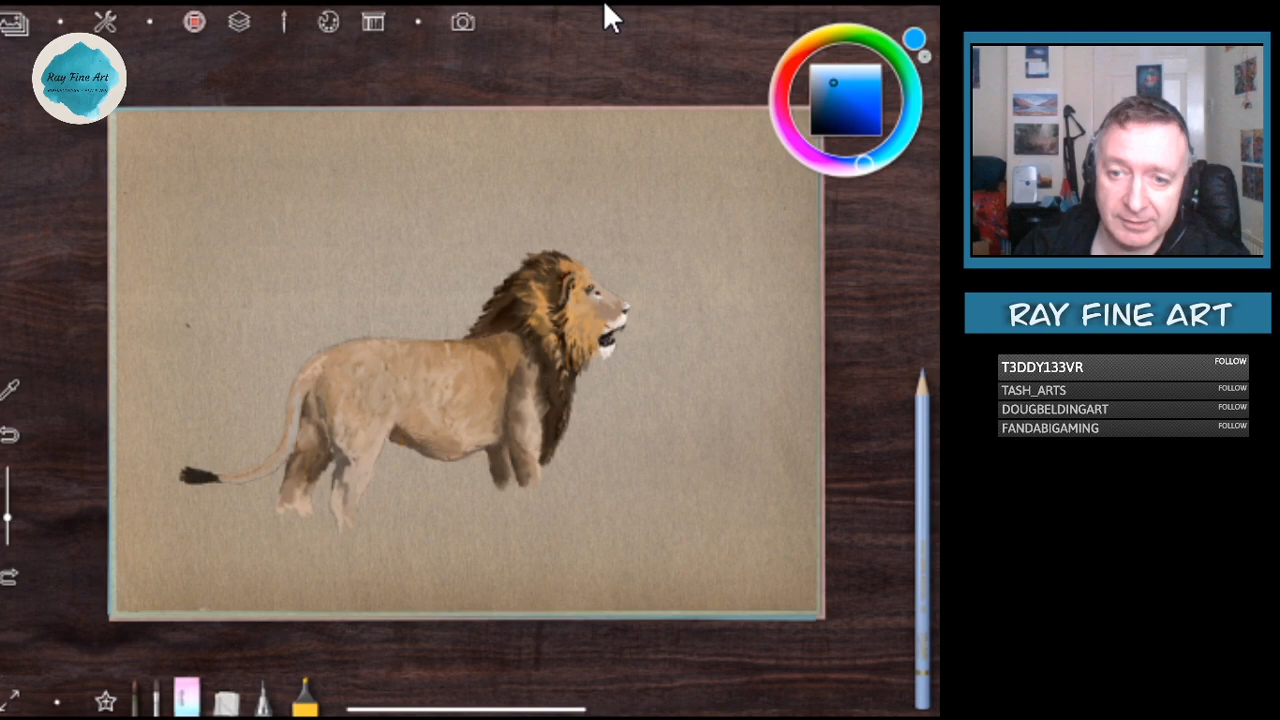 Ray Fine Art
RAY FINE ART
T3DDY133VR FOLLOW
TASH_ARTS FOLLOW
DOUGBELDINGART FOLLOW
FANDABIGAMING FOLLOW